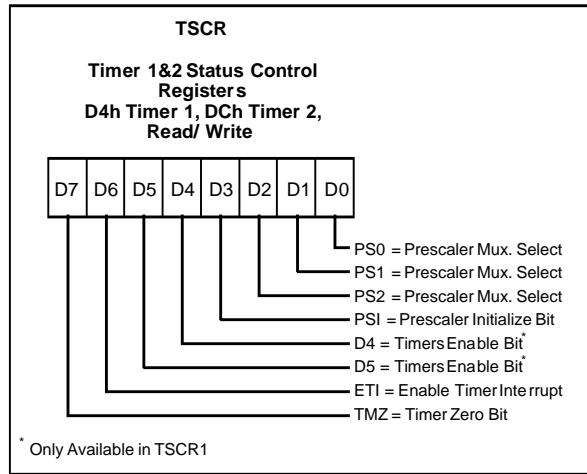 TSCR
Timer 1&2 Status Control
Registers
D4h Timer 1, DCh Timer 2,
Read/ Write
D7 D6 D5 D4 D3 D2 D1 D0
PS0 = Prescaler Mux. Select
PS1 = Prescaler Mux. Select
PS2 = Prescaler Mux. Select
PSI = Prescaler Initialize Bit
D4 = Timers Enable Bit*
D5 = Timers Enable Bit*
ETI = Enable Timer Interrupt
TMZ = Timer Zero Bit
* Only Available in TSCR1